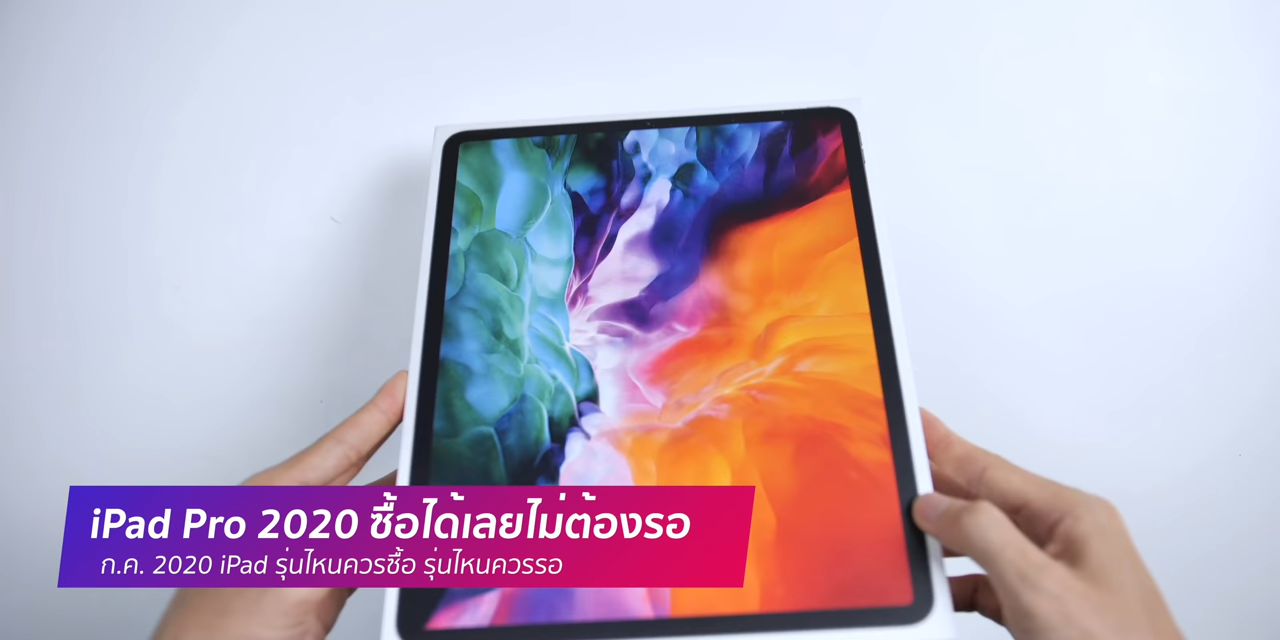 iPad Pro 2020 ซื้อได้เลยไม่ต้องรอ
ก.ค. 2020 iPad รุ่นไหนควรซื้อ รุ่นไหนควรรอ